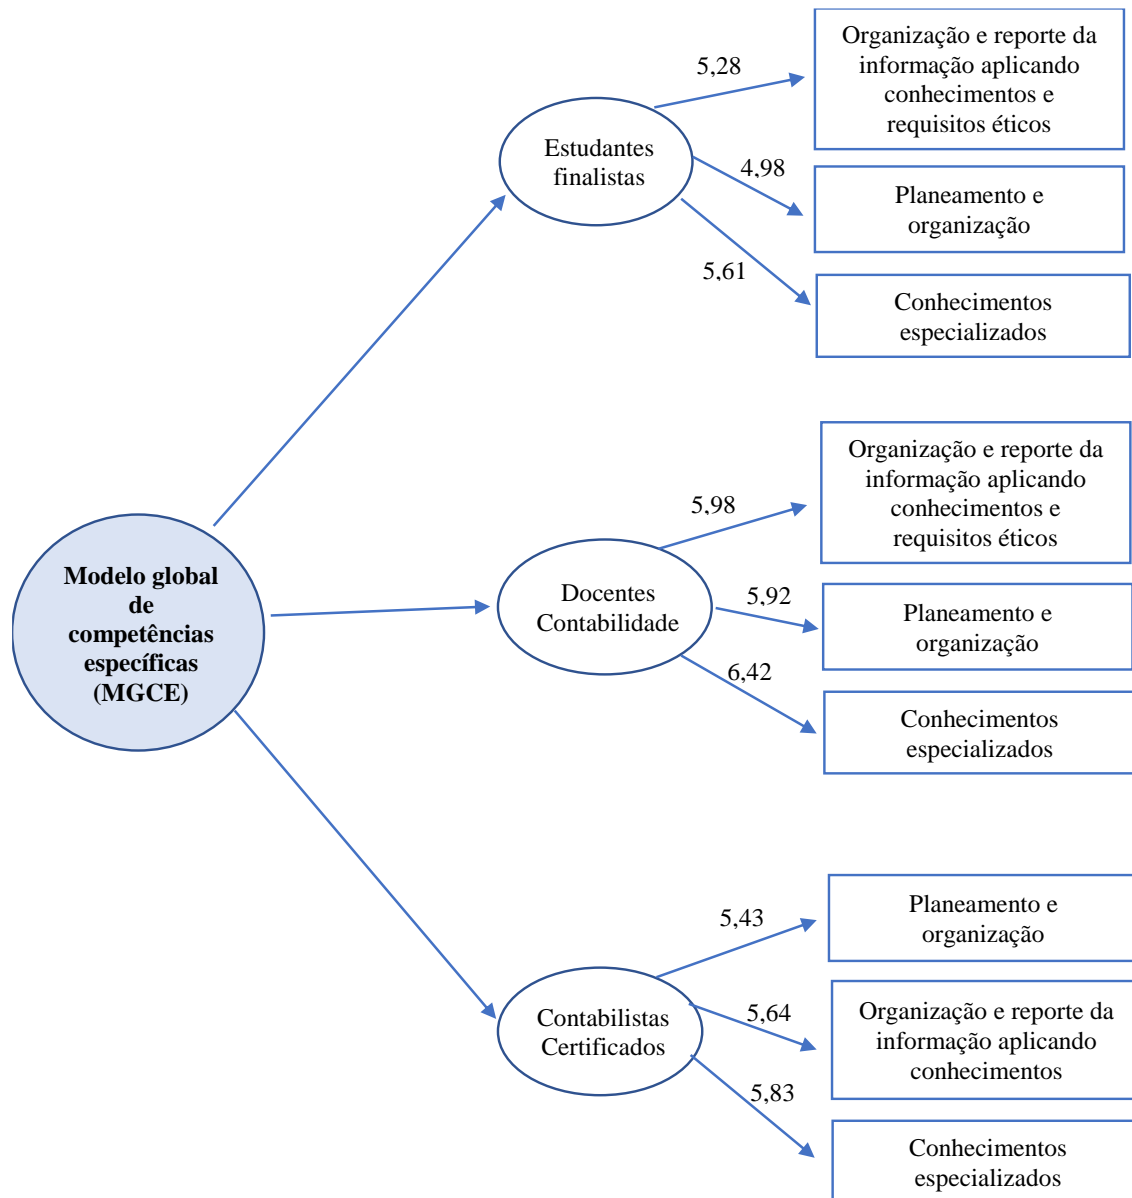 Organização e reporte da
informação aplicando
conhecimentos e
requisitos éticos
5,28
Estudantes
finalistas
4,98
Planeamento e
organização
5,61
Conhecimentos
especializados
Organização e reporte da
informação aplicando
conhecimentos e
requisitos éticos
5,98
Modelo global
de
competências
específicas
(MGCE)
Docentes
Contabilidade
5,92
Planeamento e
organização
6,42
Conhecimentos
especializados
Planeamento e
organização
5,43
Contabilistas
Certificados
5,64
Organização e reporte da
informação aplicando
conhecimentos
5,83
Conhecimentos
especializados